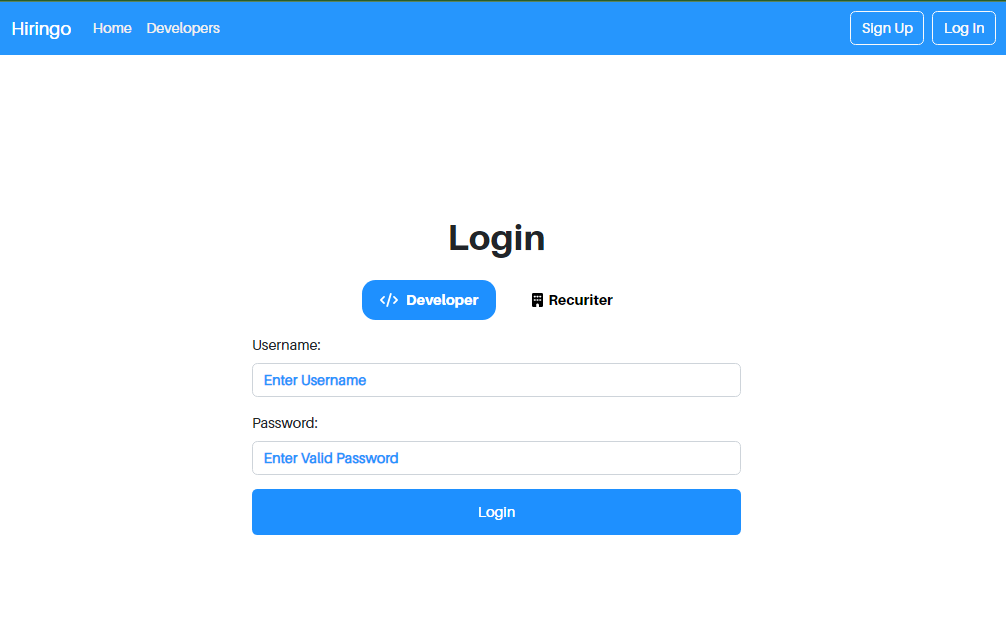 Hiringo Home Developers Sign Up Log In
Login
</> Developer Recuriter
Username:
Enter Username
Password:
Enter Valid Password
Login